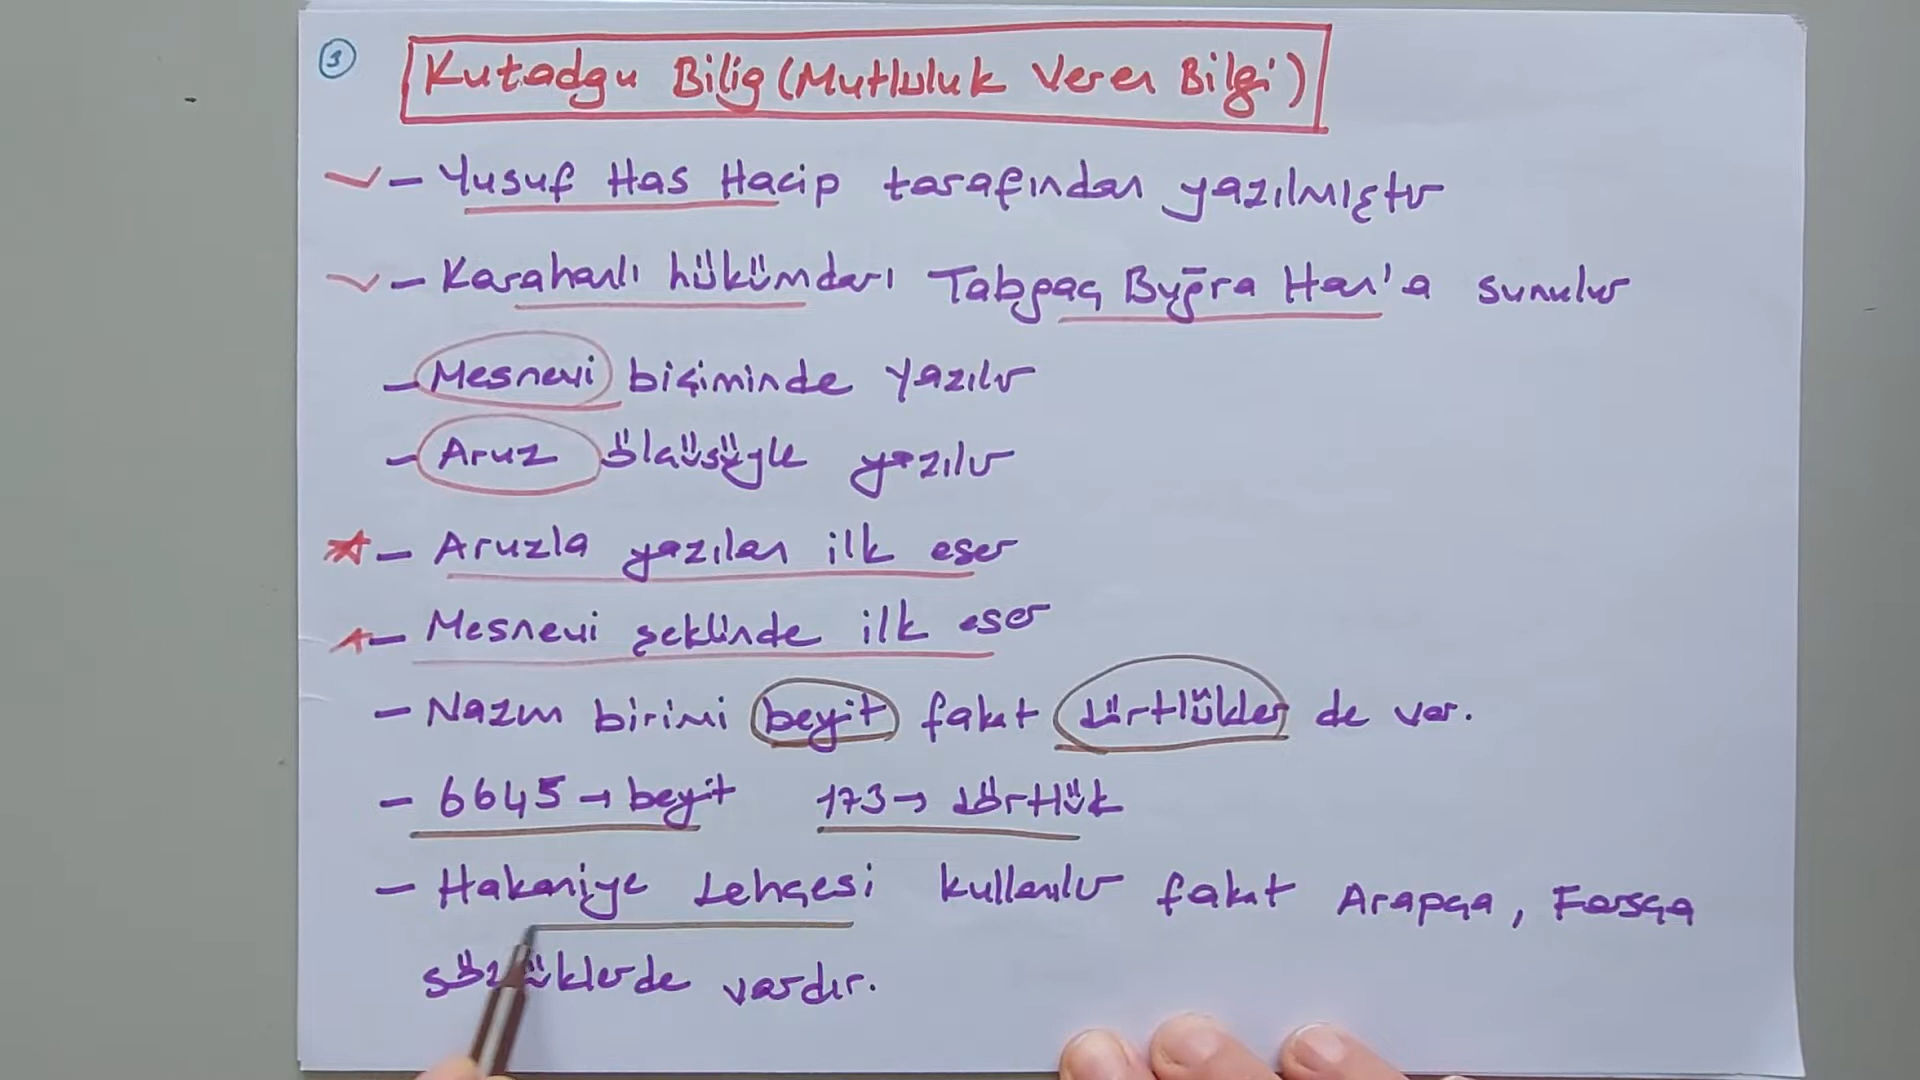 3
Kutadgu Bilig (Mutluluk Veren Bilgi)
- Yusuf Has Hacip tarafından yazılmıştır
- Karahanlı hükümdarı Tabgaç Buğra Han'a sunulur
- Mesnevi biçiminde yazılır
- Aruz ölçüsüyle yazılır
- Aruzla yazılan ilk eser
- Mesnevi şeklinde ilk eser
- Nazım birimi beyit fakat dörtlükler de var.
- 6645 → beyit 173 → dörtlük
- Hakaniye Lehçesi kullanılır fakat Arapça, Farsça
sözcüklerde vardır.